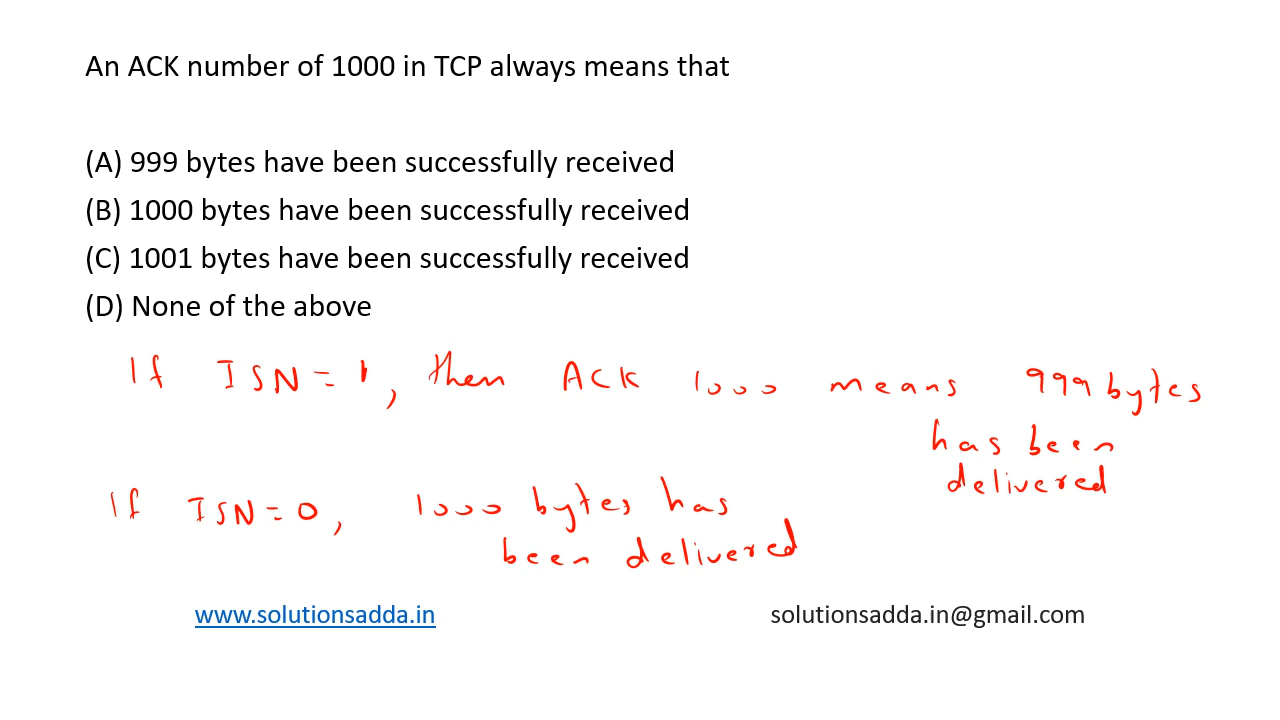 An ACK number of 1000 in TCP always means that
(A) 999 bytes have been successfully received
(B) 1000 bytes have been successfully received
(C) 1001 bytes have been successfully received
(D) None of the above
If ISN = 1, then ACK 1000 means 999 bytes
has been
delivered
If ISN = 0, 1000 bytes has
been delivered
www.solutionsadda.in solutionsadda.in@gmail.com